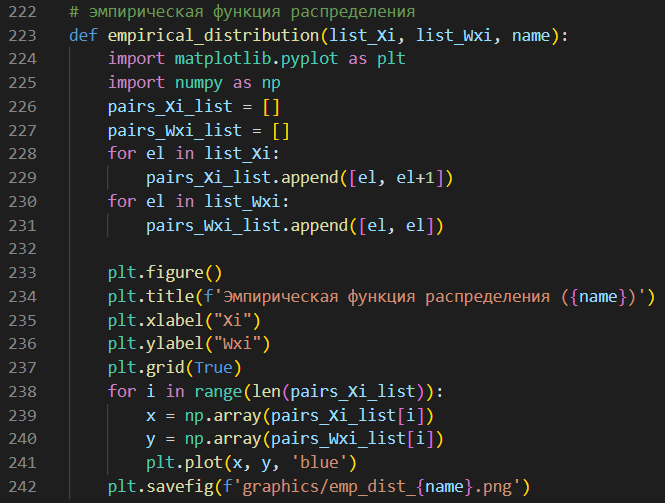 222 # эмпирическая функция распределения
223 def empirical_distribution(list_Xi, list_Wxi, name):
224     import matplotlib.pyplot as plt
225     import numpy as np
226     pairs_Xi_list = []
227     pairs_Wxi_list = []
228     for el in list_Xi:
229         pairs_Xi_list.append([el, el+1])
230     for el in list_Wxi:
231         pairs_Wxi_list.append([el, el])
232
233     plt.figure()
234     plt.title(f'Эмпирическая функция распределения ({name})')
235     plt.xlabel("Xi")
236     plt.ylabel("Wxi")
237     plt.grid(True)
238     for i in range(len(pairs_Xi_list)):
239         x = np.array(pairs_Xi_list[i])
240         y = np.array(pairs_Wxi_list[i])
241         plt.plot(x, y, 'blue')
242     plt.savefig(f'graphics/emp_dist_{name}.png')